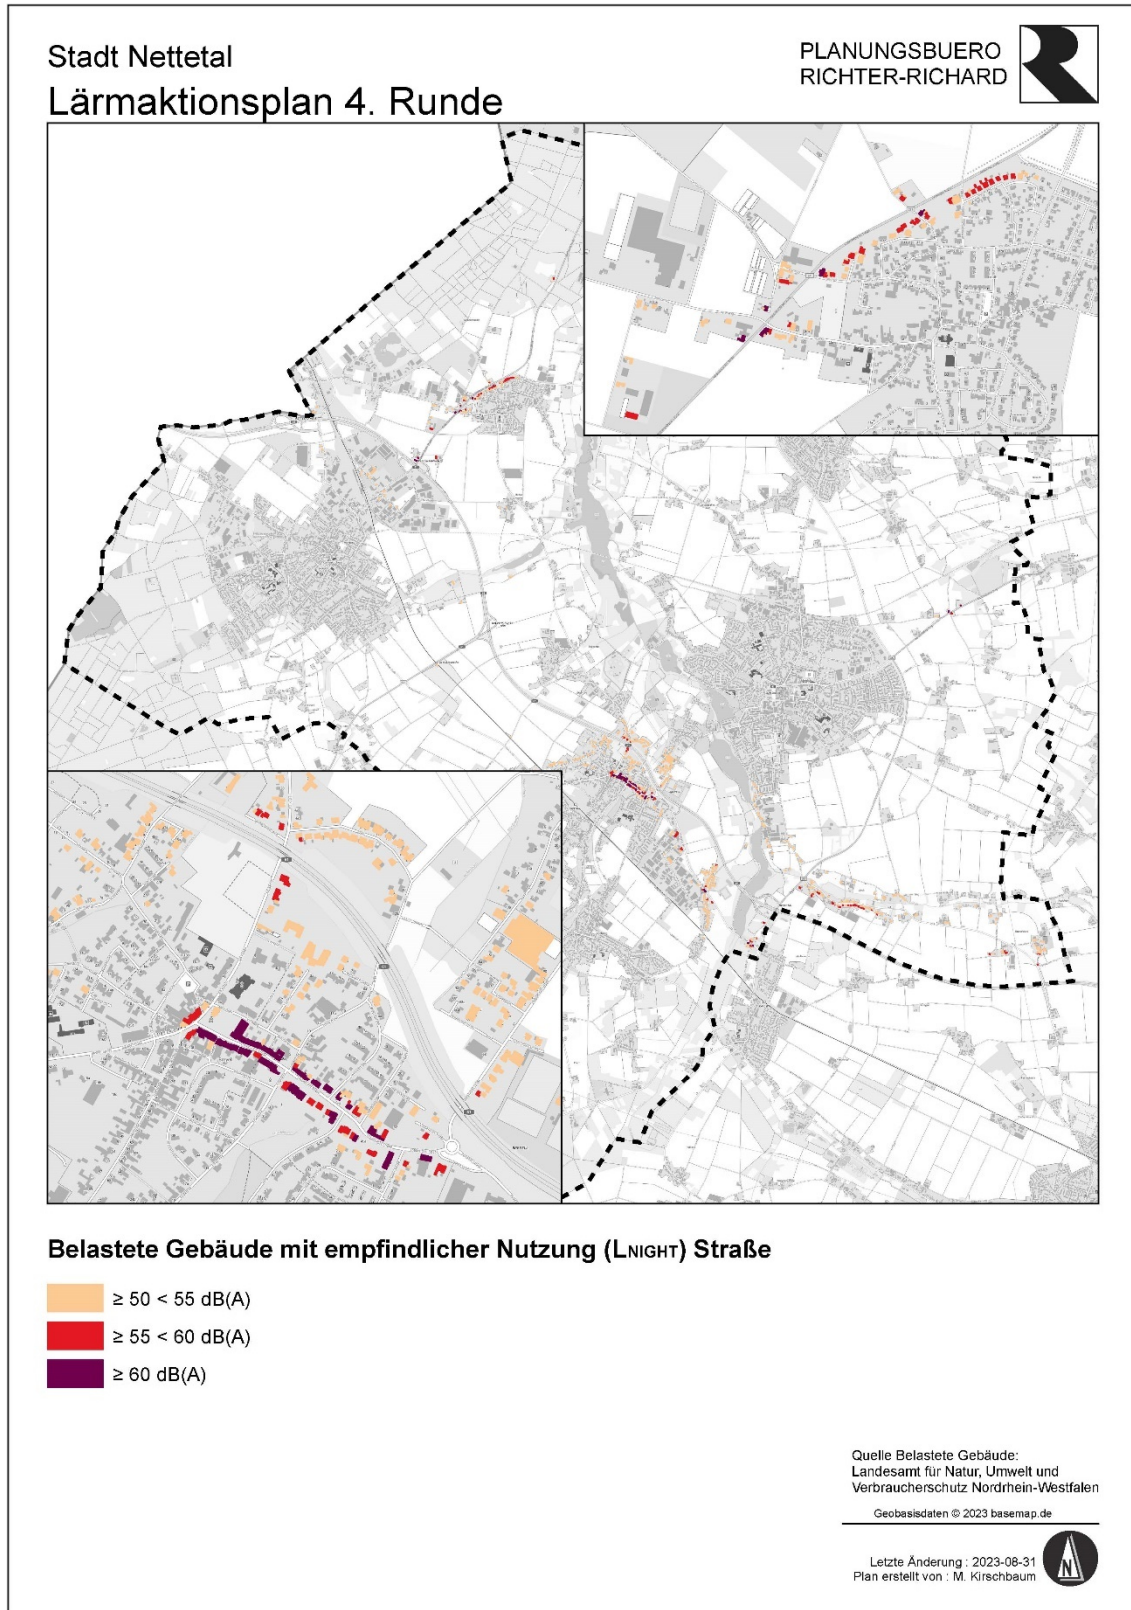 Stadt Nettetal
Lärmaktionsplan 4. Runde
PLANUNGSBUERO
RICHTER-RICHARD
Belastete Gebäude mit empfindlicher Nutzung (LNIGHT) Straße
≥ 50 < 55 dB(A)
≥ 55 < 60 dB(A)
≥ 60 dB(A)
Quelle Belastete Gebäude:
Landesamt für Natur, Umwelt und
Verbraucherschutz Nordrhein-Westfalen
Geobasisdaten © 2023 basemap.de
Letzte Änderung : 2023-08-31
Plan erstellt von : M. Kirschbaum
N